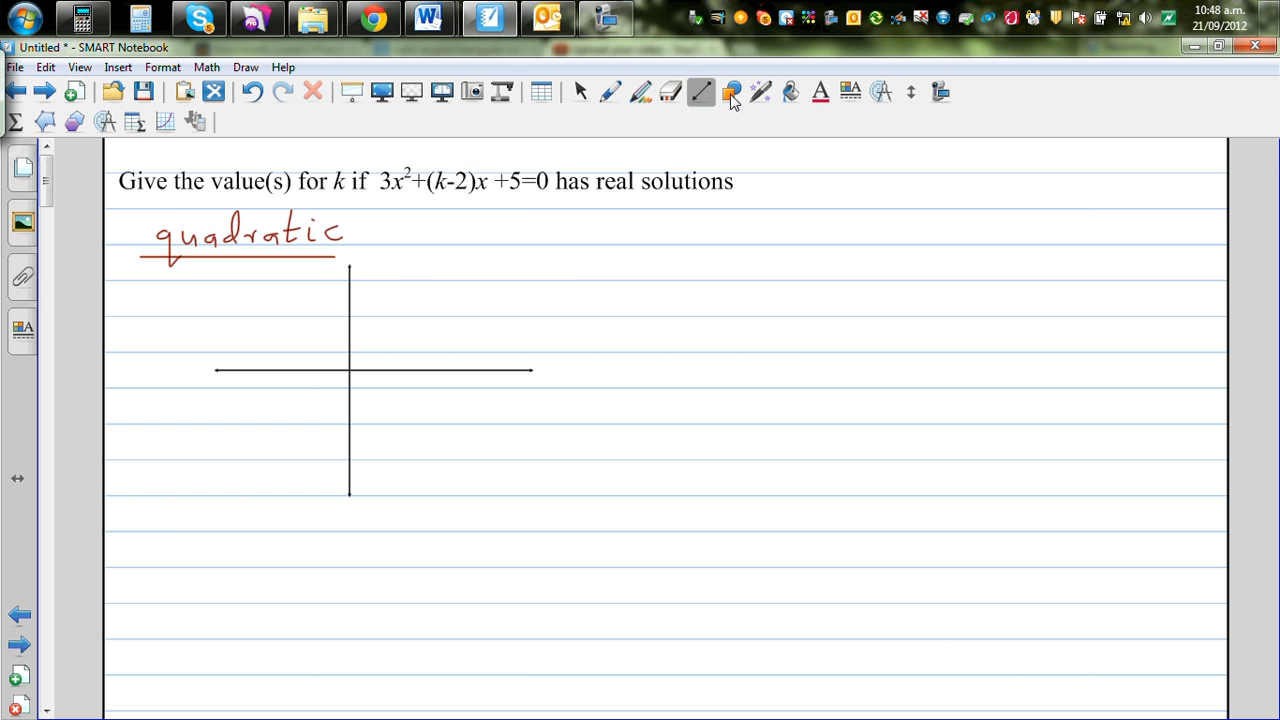 10:48 a.m.
21/09/2012
Untitled * - SMART Notebook
File Edit View Insert Format Math Draw Help
Give the value(s) for k if 3x²+(k-2)x +5=0 has real solutions
quadratic